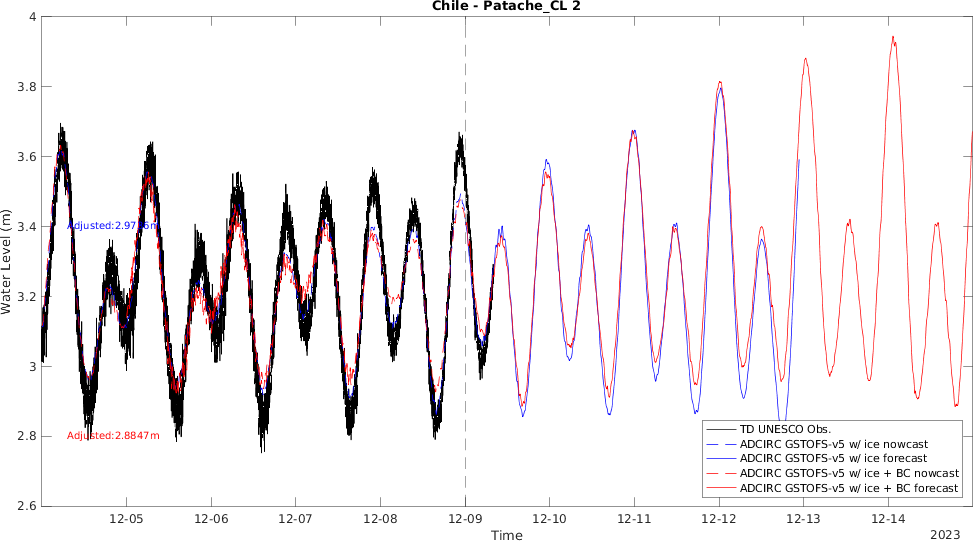 Chile - Patache_CL 2
4
3.8
3.6
3.4
3.2
3
2.8
2.6
Water Level (m)
Adjusted:2.9716m
Adjusted:2.8847m
TD UNESCO Obs.
ADCIRC GSTOFS-v5 w/ ice nowcast
ADCIRC GSTOFS-v5 w/ ice forecast
ADCIRC GSTOFS-v5 w/ ice + BC nowcast
ADCIRC GSTOFS-v5 w/ ice + BC forecast
12-05 12-06 12-07 12-08 12-09 12-10 12-11 12-12 12-13 12-14
Time
2023